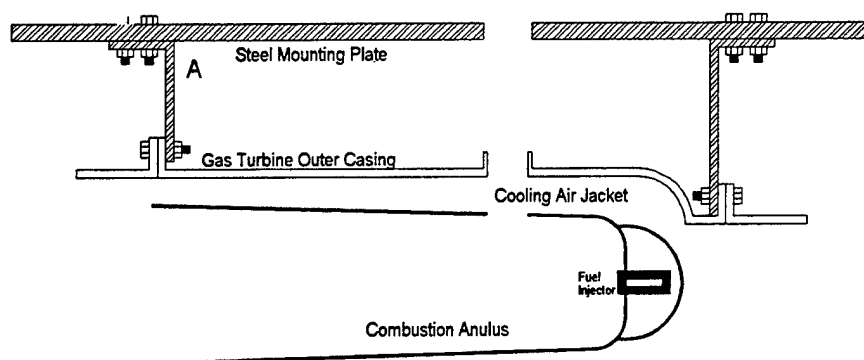 Steel Mounting Plate
A
Gas Turbine Outer Casing
Cooling Air Jacket
Fuel
Injector
Combustion Anulus